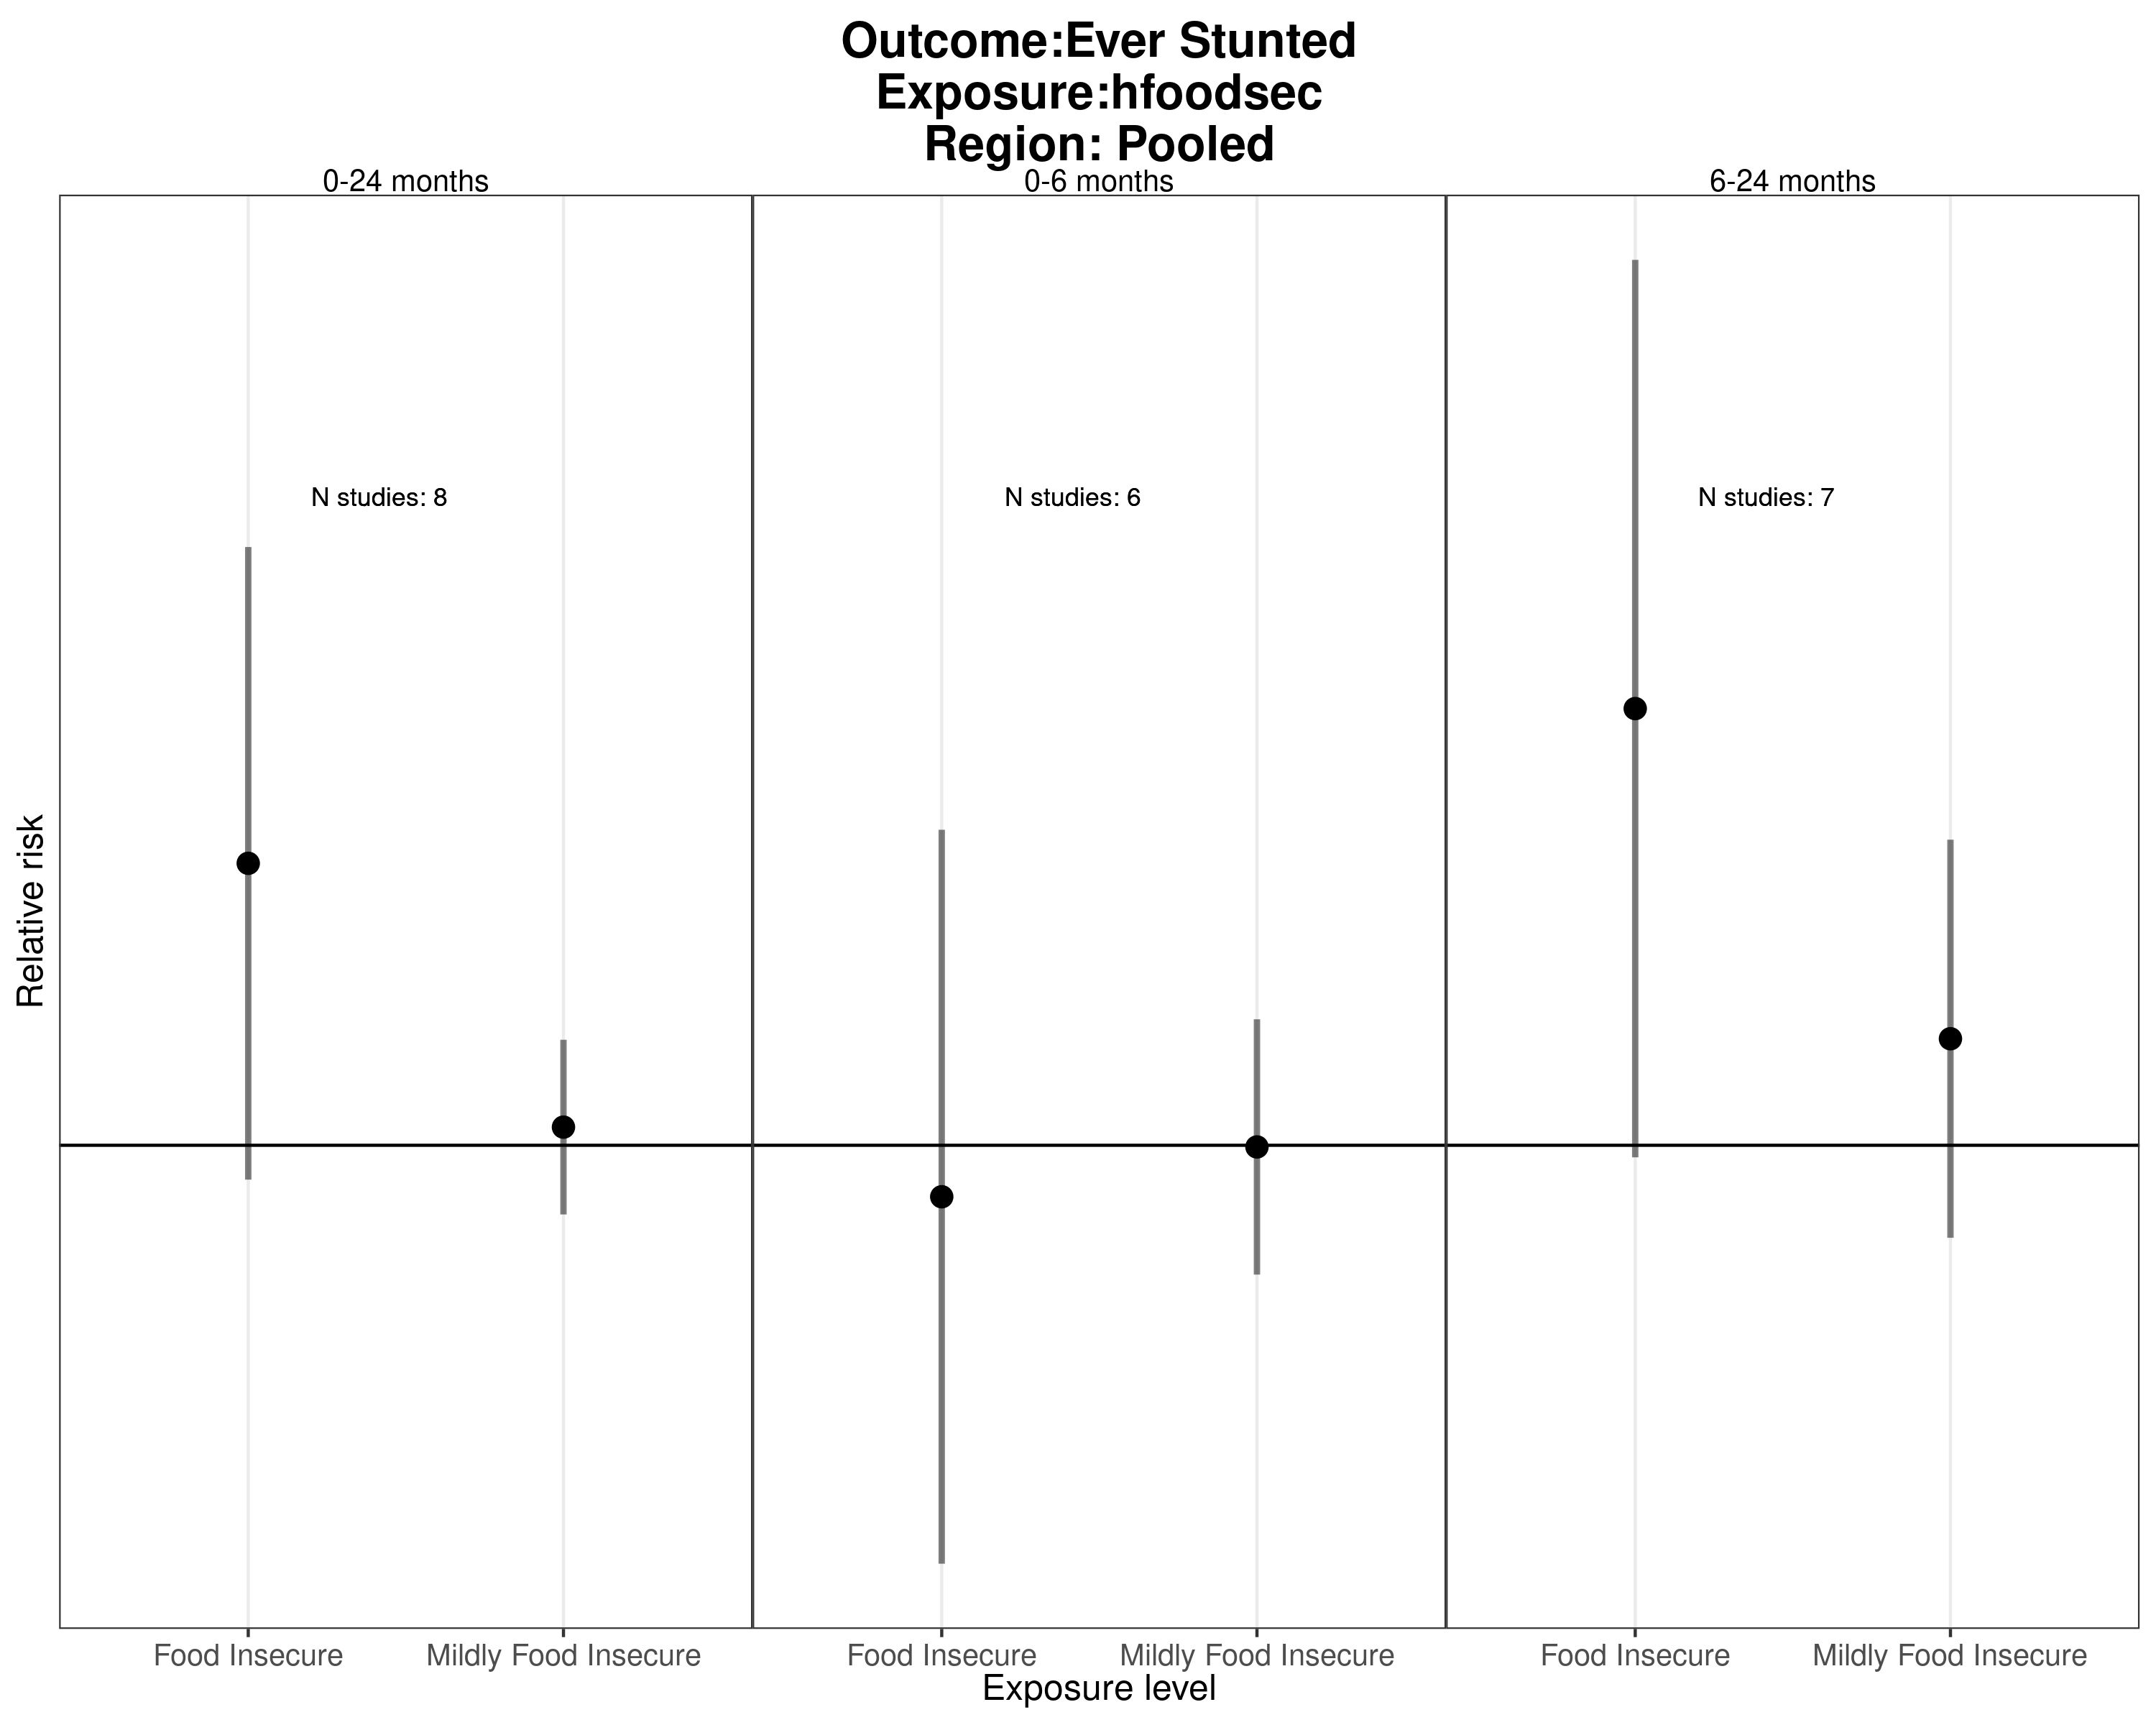 Outcome:Ever Stunted
Exposure:hfoodsec
Region: Pooled
0-24 months
0-6 months
6-24 months
N studies: 8
N studies: 6
N studies: 7
Relative risk
Food Insecure
Mildly Food Insecure
Food Insecure
Mildly Food Insecure
Food Insecure
Mildly Food Insecure
Exposure level